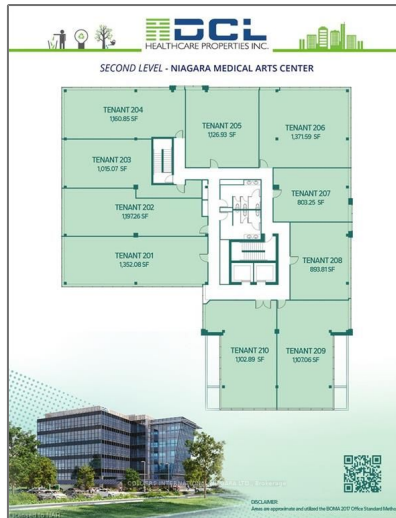 DCL
HEALTHCARE PROPERTIES INC.
SECOND LEVEL - NIAGARA MEDICAL ARTS CENTER
TENANT 204
1,160.85 SF
TENANT 205
1,126.93 SF
TENANT 206
1,371.59 SF
TENANT 203
1,015.07 SF
TENANT 207
803.25 SF
TENANT 202
1,197.26 SF
TENANT 201
1,352.08 SF
TENANT 208
893.81 SF
TENANT 210
1,102.89 SF
TENANT 209
1,107.06 SF
DISCLAIMER
Areas are approximate and utilized the BOMA 2017 Office Standard